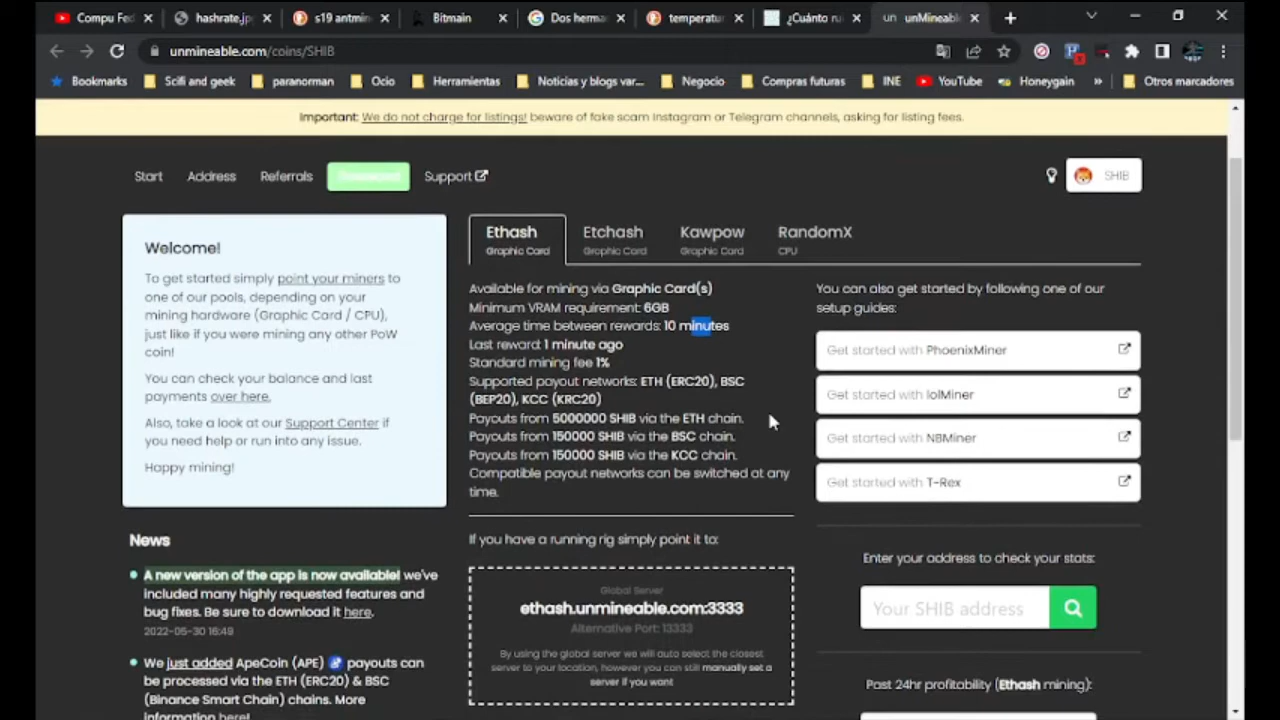 Compu Fed
hashrate.jp
s19 antmin
Bitmain
Dos herma
temperatur
¿Cuánto ru
un unMineabl
unmineable.com/coins/SHIB
Bookmarks
Scifi and geek
paranorman
Ocio
Herramientas
Noticias y blogs var...
Negocio
Compras futuras
INE
YouTube
Honeygain
»
Otros marcadores
Important: We do not charge for listings! beware of fake scam Instagram or Telegram channels, asking for listing fees.
Start
Address
Referrals
Support
SHIB
Welcome!
To get started simply point your miners to
one of our pools, depending on your
mining hardware (Graphic Card / CPU),
just like if you were mining any other PoW
coin!
You can check your balance and last
payments over here.
Also, take a look at our Support Center if
you need help or run into any issue.
Happy mining!
News
A new version of the app is now available! we've
included many highly requested features and
bug fixes. Be sure to download it here.
2022-05-30 16:49
We just added ApeCoin (APE) payouts can
be processed via the ETH (ERC20) & BSC
(Binance Smart Chain) chains. More
information here!
Ethash
Graphic Card
Etchash
Graphic Card
Kawpow
Graphic Card
RandomX
CPU
Available for mining via Graphic Card(s)
Minimum VRAM requirement: 6GB
Average time between rewards: 10 minutes
Last reward: 1 minute ago
Standard mining fee 1%
Supported payout networks: ETH (ERC20), BSC
(BEP20), KCC (KRC20)
Payouts from 5000000 SHIB via the ETH chain.
Payouts from 150000 SHIB via the BSC chain.
Payouts from 150000 SHIB via the KCC chain.
Compatible payout networks can be switched at any
time.
If you have a running rig simply point it to:
Global Server
ethash.unmineable.com:3333
Alternative Port: 13333
By using the global server we will auto select the closest
server to your location, however you can still manually set a
server if you want
You can also get started by following one of our
setup guides:
Get started with PhoenixMiner
Get started with lolMiner
Get started with NBMiner
Get started with T-Rex
Enter your address to check your stats:
Your SHIB address
Past 24hr profitability (Ethash mining):